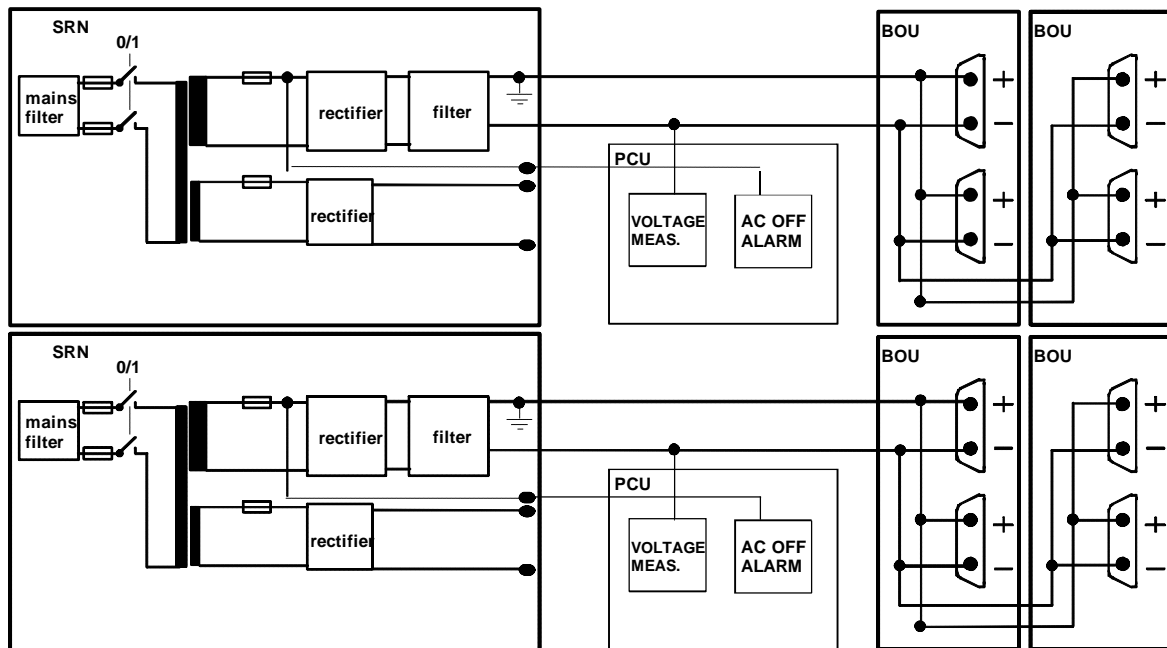 SRN
0/1
mains
filter
rectifier
filter
rectifier
PCU
VOLTAGE
MEAS.
AC OFF
ALARM
BOU
+
−
+
−
BOU
+
−
+
−
SRN
0/1
mains
filter
rectifier
filter
rectifier
PCU
VOLTAGE
MEAS.
AC OFF
ALARM
BOU
+
−
+
−
BOU
+
−
+
−